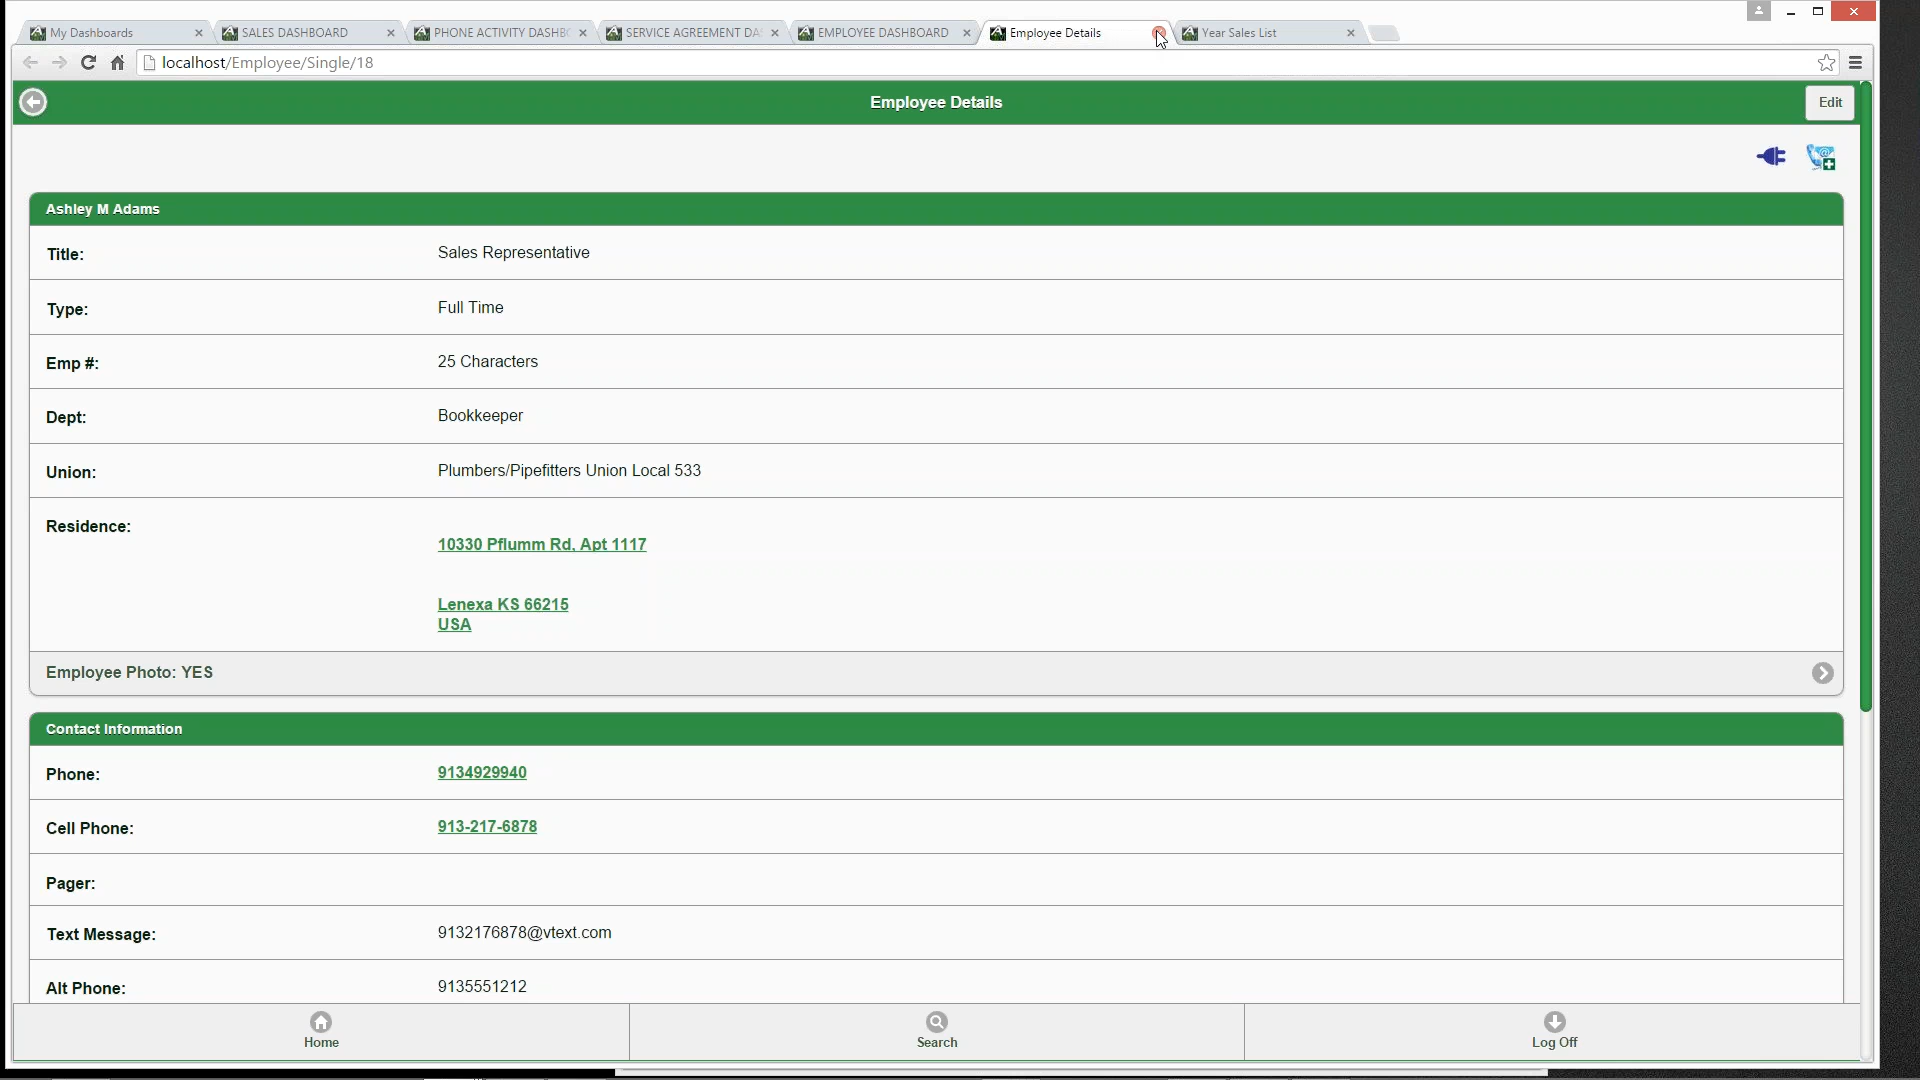 My Dashboards
SALES DASHBOARD
PHONE ACTIVITY DASHBO
SERVICE AGREEMENT DA
EMPLOYEE DASHBOARD
Employee Details
Year Sales List
localhost/Employee/Single/18
Employee Details
Edit
Ashley M Adams
Title: Sales Representative
Type: Full Time
Emp #: 25 Characters
Dept: Bookkeeper
Union: Plumbers/Pipefitters Union Local 533
Residence:
10330 Pflumm Rd, Apt 1117
Lenexa KS 66215
USA
Employee Photo: YES
Contact Information
Phone: 9134929940
Cell Phone: 913-217-6878
Pager:
Text Message: 9132176878@vtext.com
Alt Phone: 9135551212
Home
Search
Log Off